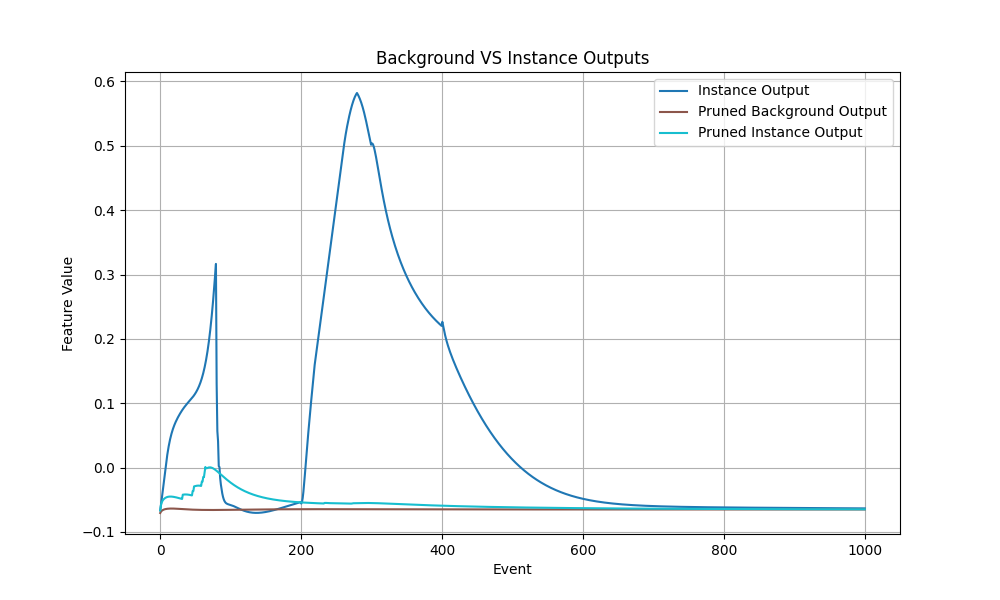 Background VS Instance Outputs
Instance Output
Pruned Background Output
Pruned Instance Output
Feature Value
0.6
0.5
0.4
0.3
0.2
0.1
0.0
−0.1
0 200 400 600 800 1000
Event